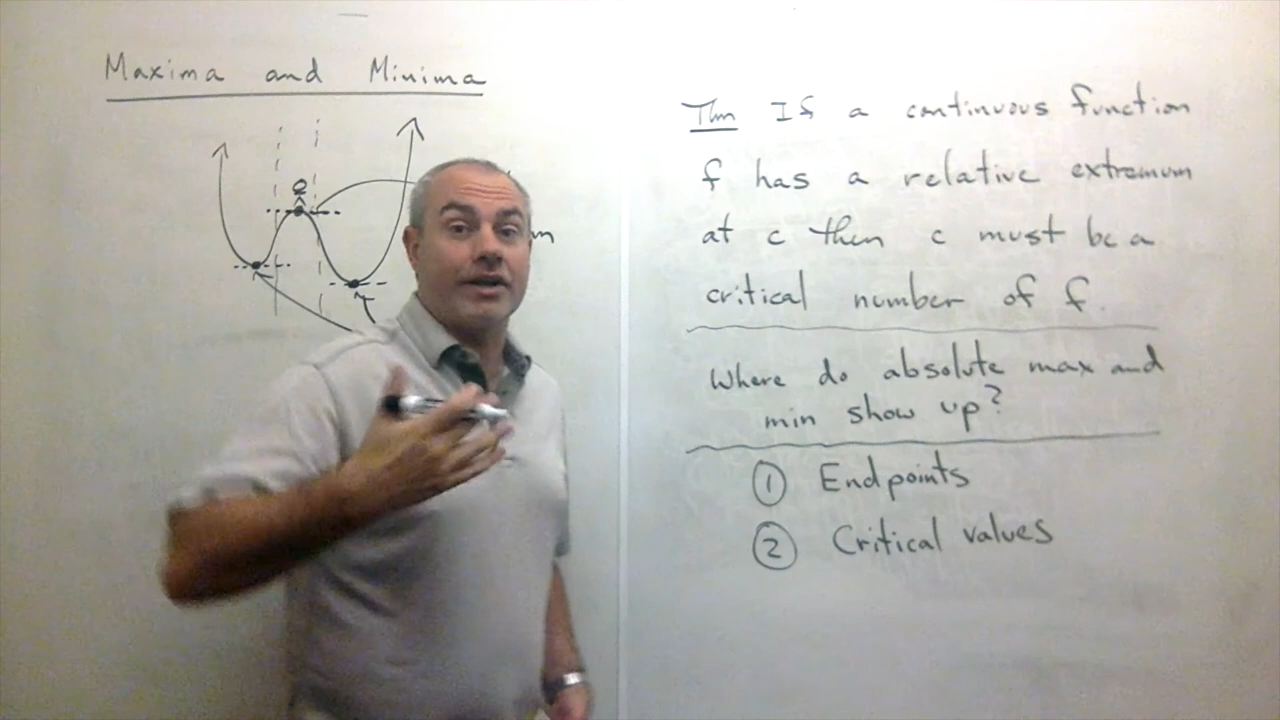 Maxima and Minima
Thm If a continuous function
f has a relative extremum
at c then c must be a
critical number of f.
Where do absolute max and
min show up?
① Endpoints
② Critical values